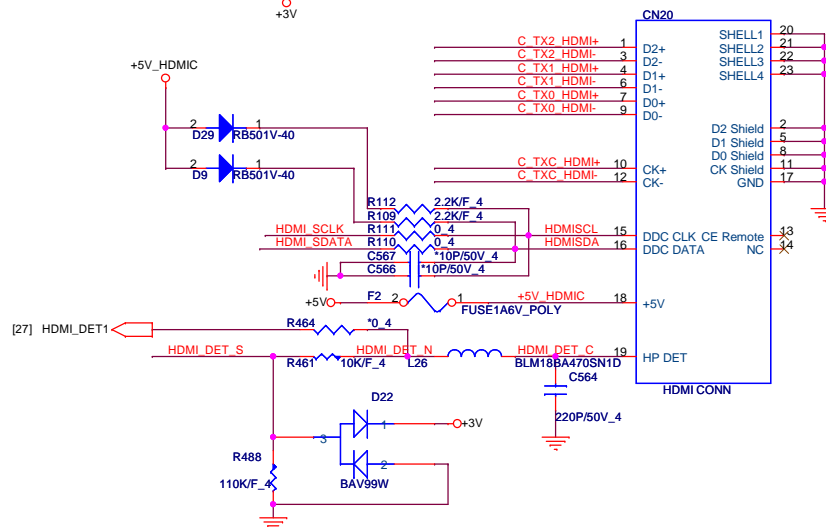 +3V
CN20
+5V_HDMIC
C_TX2_HDMI+ 1 D2+
C_TX2_HDMI- 3 D2-
C_TX1_HDMI+ 4 D1+
C_TX1_HDMI- 6 D1-
C_TX0_HDMI+ 7 D0+
C_TX0_HDMI- 9 D0-
C_TXC_HDMI+ 10 CK+
C_TXC_HDMI- 12 CK-
SHELL1 20
SHELL2 21
SHELL3 22
SHELL4 23
D2 Shield 2
D1 Shield 5
D0 Shield 8
CK Shield 11
GND 17
2 1
D29 RB501V-40
2 1
D9 RB501V-40
R112 2.2K/F_4
R109 2.2K/F_4
HDMI_SCLK R111 0_4 HDMISCL 15 DDC CLK CE Remote 13
HDMI_SDATA R110 0_4 HDMISDA 16 DDC DATA NC 14
C567 *10P/50V_4
C566 *10P/50V_4
+5V F2 2 1 +5V_HDMIC 18 +5V
FUSE1A6V_POLY
[27] HDMI_DET1
R464 *0_4
HDMI_DET_S HDMI_DET_N HDMI_DET_C 19 HP DET
R461 10K/F_4 L26 BLM18BA470SN1D
C564
HDMI CONN
220P/50V_4
D22
1 +3V
3
2
R488
110K/F_4
BAV99W